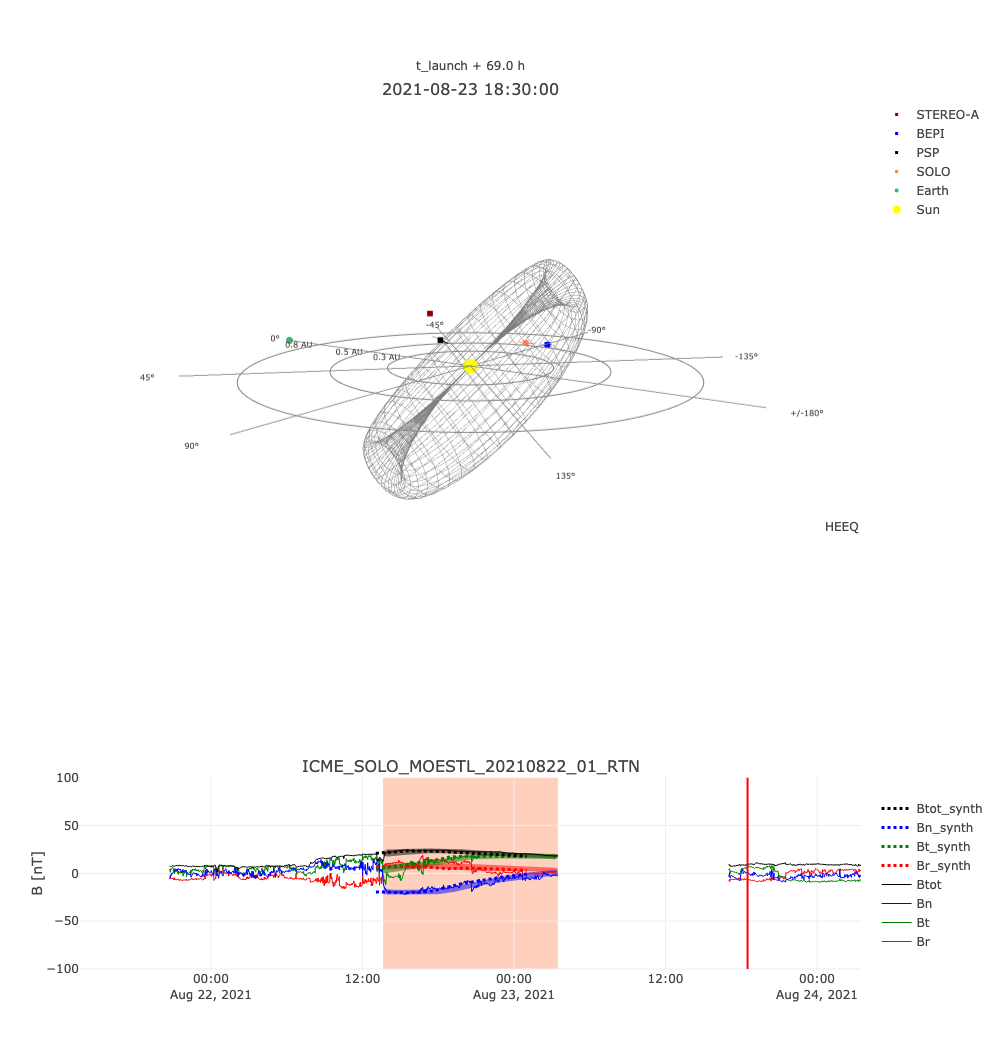 t_launch + 69.0 h
2021-08-23 18:30:00
STEREO-A
BEPI
PSP
SOLO
Earth
Sun
-45°
0°
0.8 AU
0.5 AU
0.3 AU
-90°
-135°
45°
+/-180°
90°
135°
HEEQ
ICME_SOLO_MOESTL_20210822_01_RTN
B [nT]
100
50
0
−50
−100
00:00
Aug 22, 2021
12:00
00:00
Aug 23, 2021
12:00
00:00
Aug 24, 2021
Btot_synth
Bn_synth
Bt_synth
Br_synth
Btot
Bn
Bt
Br